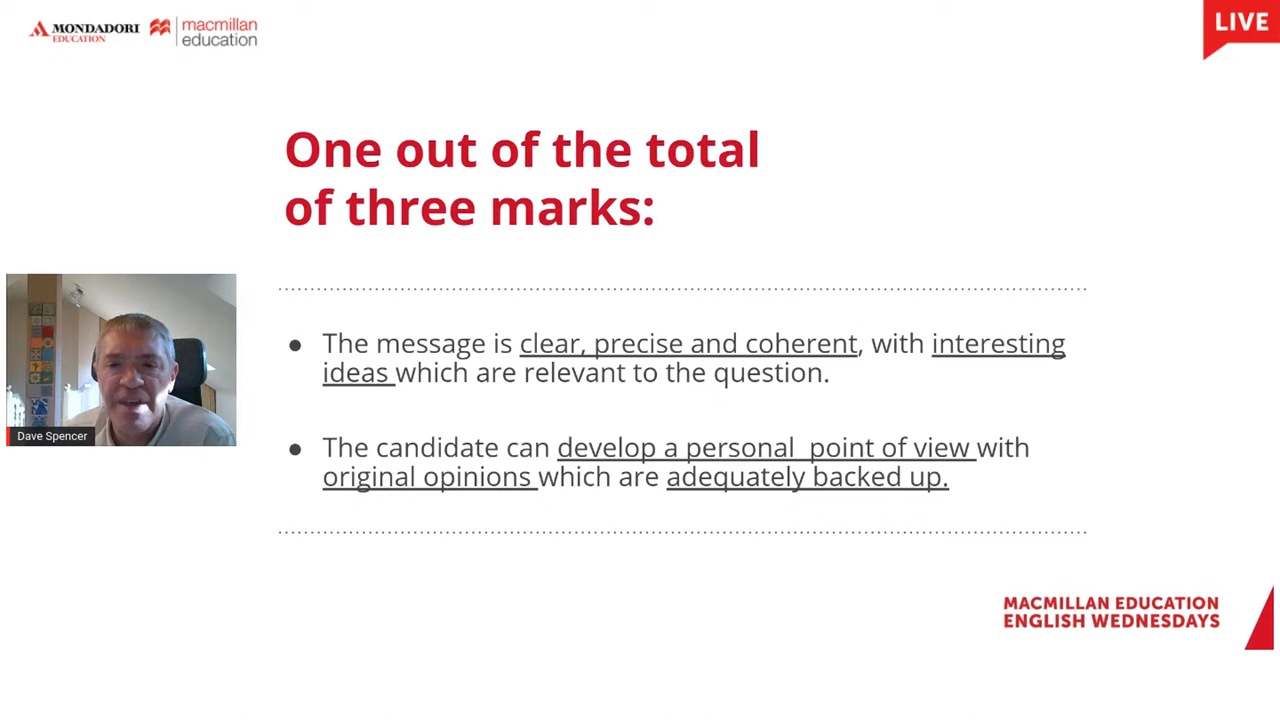 MONDADORI
EDUCATION
macmillan
education
LIVE
One out of the total
of three marks:
● The message is clear, precise and coherent, with interesting
ideas which are relevant to the question.
● The candidate can develop a personal point of view with
original opinions which are adequately backed up.
Dave Spencer
MACMILLAN EDUCATION
ENGLISH WEDNESDAYS